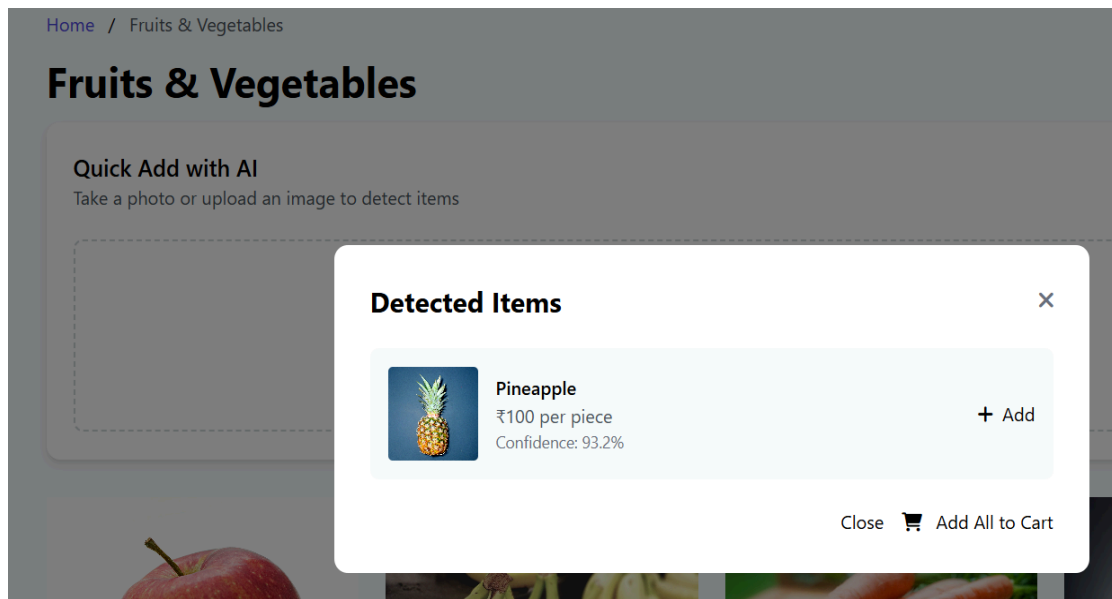 Home / Fruits & Vegetables
Fruits & Vegetables
Quick Add with AI
Take a photo or upload an image to detect items
Detected Items
Pineapple
₹100 per piece
Confidence: 93.2%
+ Add
Close Add All to Cart